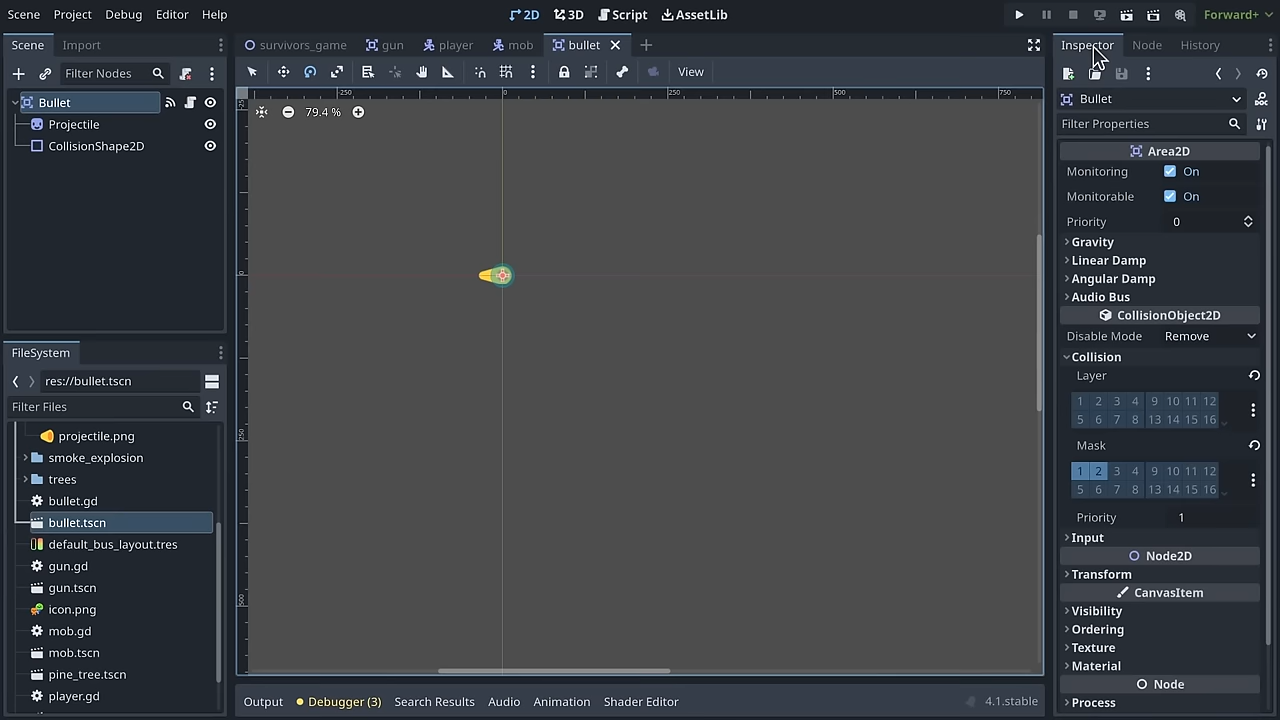 Scene Project Debug Editor Help
2D 3D Script AssetLib
Forward+
Scene Import
Filter Nodes
Bullet
Projectile
CollisionShape2D
FileSystem
res://bullet.tscn
Filter Files
projectile.png
smoke_explosion
trees
bullet.gd
bullet.tscn
default_bus_layout.tres
gun.gd
gun.tscn
icon.png
mob.gd
mob.tscn
pine_tree.tscn
player.gd
survivors_game gun player mob bullet
View
-250 0 250 500 750
79.4 %
0
250
500
Output Debugger (3) Search Results Audio Animation Shader Editor 4.1.stable
Inspector Node History
Bullet
Filter Properties
Area2D
Monitoring On
Monitorable On
Priority 0
Gravity
Linear Damp
Angular Damp
Audio Bus
CollisionObject2D
Disable Mode Remove
Collision
Layer
1 2 3 4 9 10 11 12
5 6 7 8 13 14 15 16
Mask
1 2 3 4 9 10 11 12
5 6 7 8 13 14 15 16
Priority 1
Input
Node2D
Transform
CanvasItem
Visibility
Ordering
Texture
Material
Node
Process